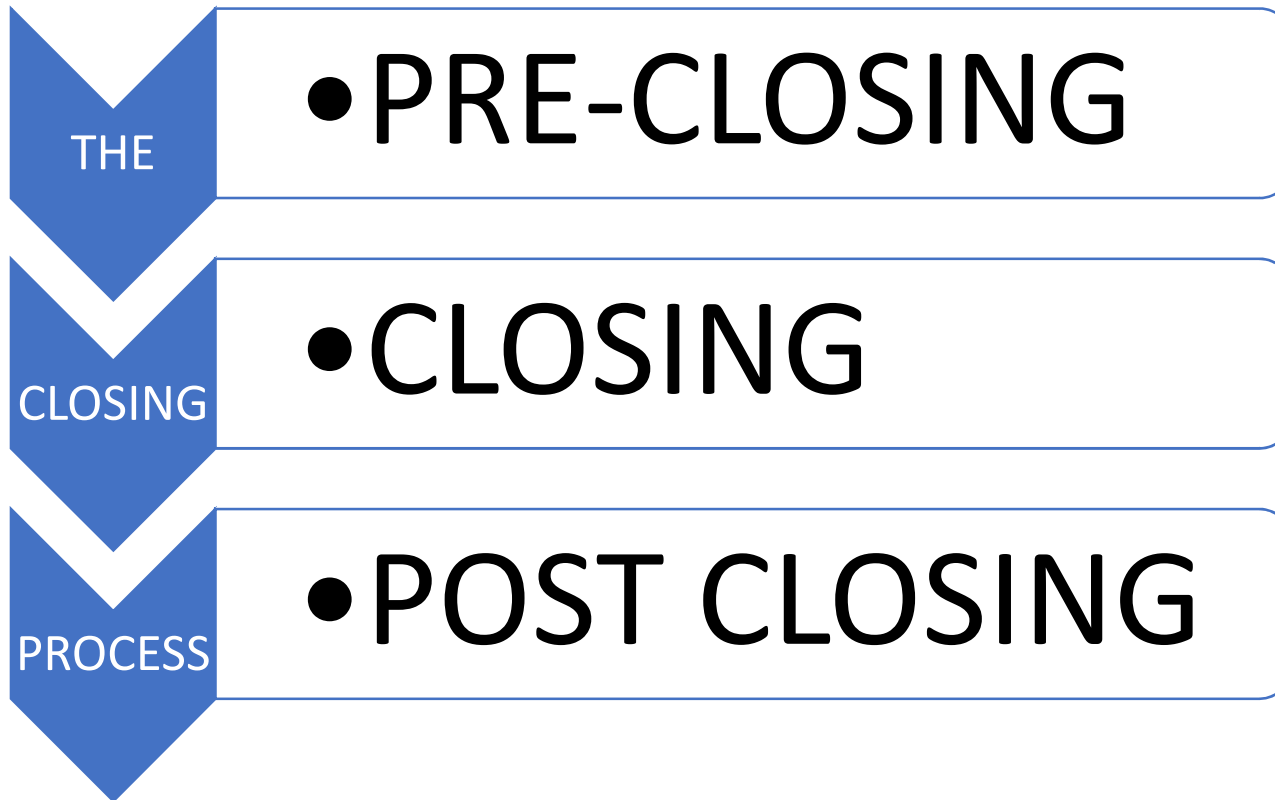 THE
•PRE-CLOSING
CLOSING
•CLOSING
PROCESS
•POST CLOSING